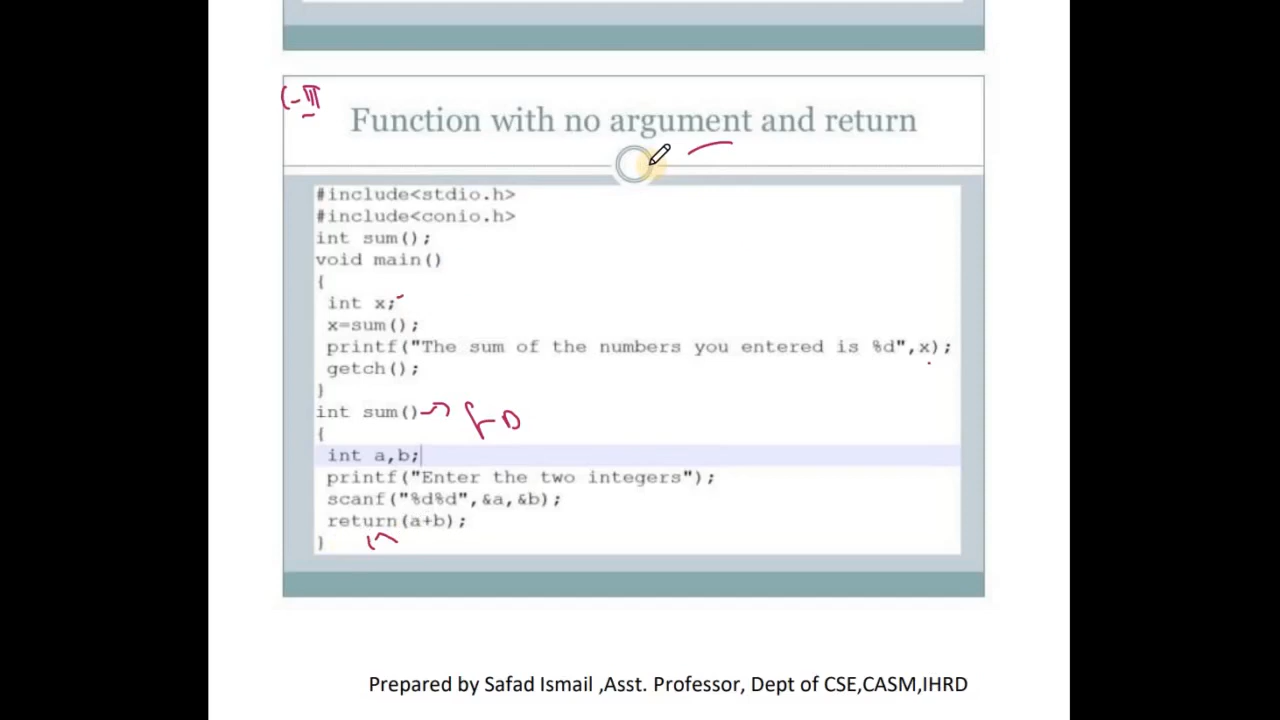 Function with no argument and return
#include<stdio.h>
#include<conio.h>
int sum();
void main()
{
int x;
x=sum();
printf("The sum of the numbers you entered is %d",x);
getch();
}
int sum()
{
int a,b;
printf("Enter the two integers");
scanf("%d%d",&a,&b);
return(a+b);
}
Prepared by Safad Ismail ,Asst. Professor, Dept of CSE,CASM,IHRD